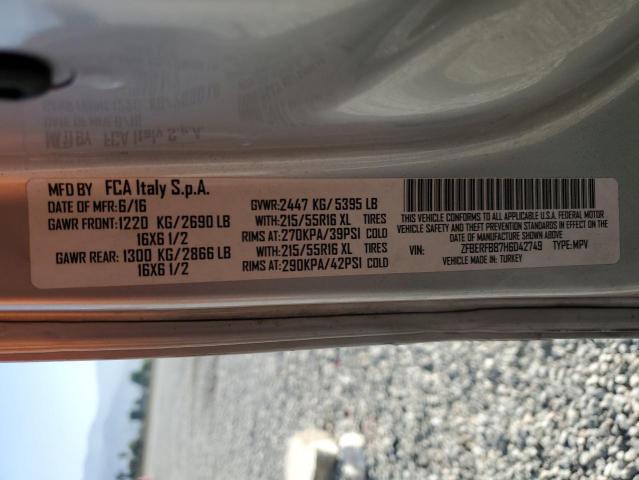 MFD BY FCA Italy S.p.A.
DATE OF MFR: 6/16 GVWR: 2447 KG/ 5395 LB
GAWR FRONT: 1220 KG/2690 LB WITH: 215/55R16 XL TIRES
16X6 1/2 RIMS AT: 270KPA/39PSI COLD
GAWR REAR: 1300 KG/2866 LB WITH: 215/55R16 XL TIRES
16X6 1/2 RIMS AT: 290KPA/42PSI COLD
THIS VEHICLE CONFORMS TO ALL APPLICABLE U.S.A. FEDERAL MOTOR
VEHICLE SAFETY, BUMPER, AND THEFT PREVENTION STANDARDS IN EFFECT
ON THE DATE OF MANUFACTURE SHOWN ABOVE
VIN: ZFBERFBB7H6D42749 TYPE: MPV
VEHICLE MADE IN: TURKEY